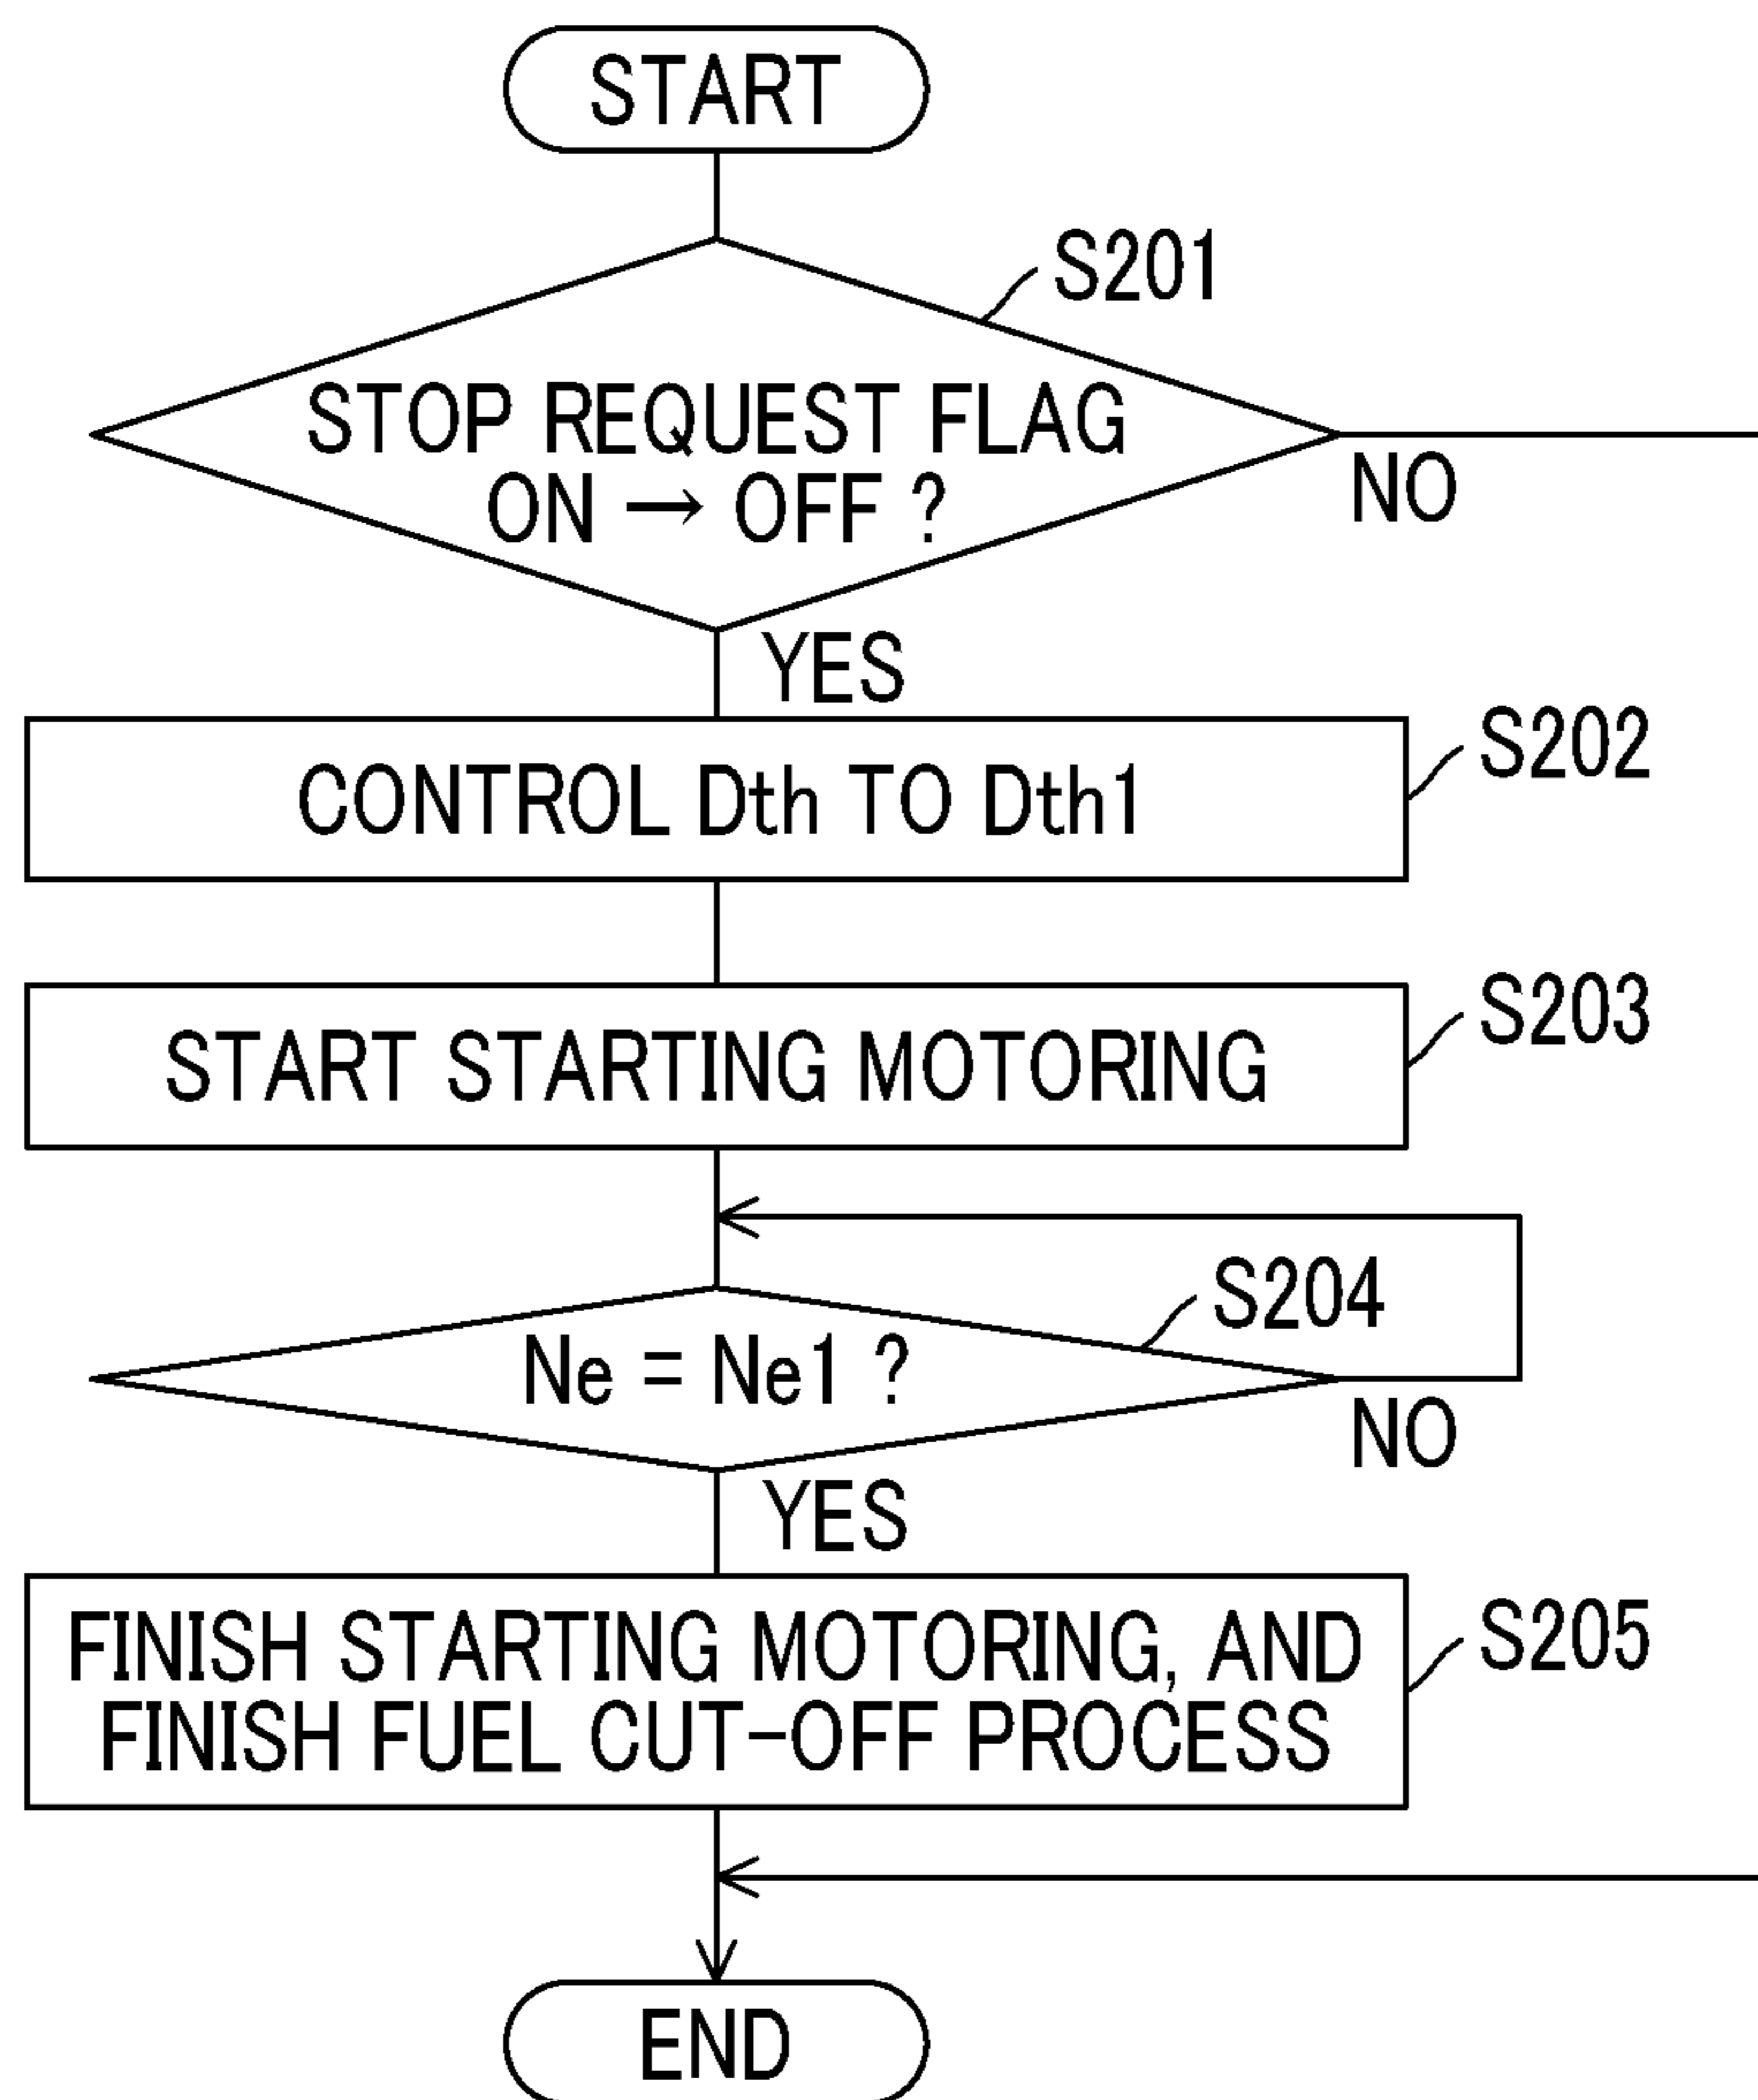 START
S201
STOP REQUEST FLAG
ON → OFF ?
NO
YES
S202
CONTROL Dth TO Dth1
S203
START STARTING MOTORING
S204
Ne = Ne1 ?
NO
YES
S205
FINISH STARTING MOTORING, AND
FINISH FUEL CUT-OFF PROCESS
END